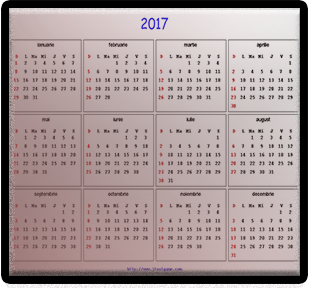 2017
ianuarie februarie martie aprilie
D L Ma Mi J V S D L Ma Mi J V S D L Ma Mi J V S D L Ma Mi J V S
1 2 3 4 5 6 7 1 2 3 4 1 2 3 4 1
8 9 10 11 12 13 14 5 6 7 8 9 10 11 5 6 7 8 9 10 11 2 3 4 5 6 7 8
15 16 17 18 19 20 21 12 13 14 15 16 17 18 12 13 14 15 16 17 18 9 10 11 12 13 14 15
22 23 24 25 26 27 28 19 20 21 22 23 24 25 19 20 21 22 23 24 25 16 17 18 19 20 21 22
29 30 31 26 27 28 26 27 28 29 30 31 23 24 25 26 27 28 29
30
mai iunie iulie august
D L Ma Mi J V S D L Ma Mi J V S D L Ma Mi J V S D L Ma Mi J V S
1 2 3 4 5 6 1 2 3 1 1 2 3 4 5
7 8 9 10 11 12 13 4 5 6 7 8 9 10 2 3 4 5 6 7 8 6 7 8 9 10 11 12
14 15 16 17 18 19 20 11 12 13 14 15 16 17 9 10 11 12 13 14 15 13 14 15 16 17 18 19
21 22 23 24 25 26 27 18 19 20 21 22 23 24 16 17 18 19 20 21 22 20 21 22 23 24 25 26
28 29 30 31 25 26 27 28 29 30 23 24 25 26 27 28 29 27 28 29 30 31
30 31
septembrie octombrie noiembrie decembrie
D L Ma Mi J V S D L Ma Mi J V S D L Ma Mi J V S D L Ma Mi J V S
1 2 1 2 3 4 5 6 7 1 2 3 4 1 2
3 4 5 6 7 8 9 8 9 10 11 12 13 14 5 6 7 8 9 10 11 3 4 5 6 7 8 9
10 11 12 13 14 15 16 15 16 17 18 19 20 21 12 13 14 15 16 17 18 10 11 12 13 14 15 16
17 18 19 20 21 22 23 22 23 24 25 26 27 28 19 20 21 22 23 24 25 17 18 19 20 21 22 23
24 25 26 27 28 29 30 29 30 31 26 27 28 29 30 24 25 26 27 28 29 30
31